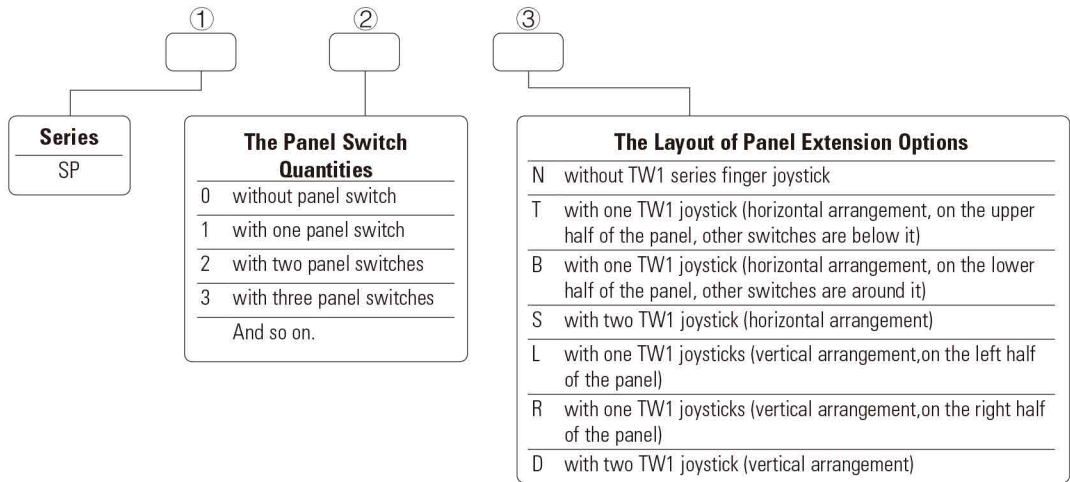 ① ② ③
Series
SP
The Panel Switch
Quantities
0 without panel switch
1 with one panel switch
2 with two panel switches
3 with three panel switches
And so on.
The Layout of Panel Extension Options
N without TW1 series finger joystick
T with one TW1 joystick (horizontal arrangement, on the upper
half of the panel, other switches are below it)
B with one TW1 joystick (horizontal arrangement, on the lower
half of the panel, other switches are around it)
S with two TW1 joystick (horizontal arrangement)
L with one TW1 joysticks (vertical arrangement,on the left half
of the panel)
R with one TW1 joysticks (vertical arrangement,on the right half
of the panel)
D with two TW1 joystick (vertical arrangement)